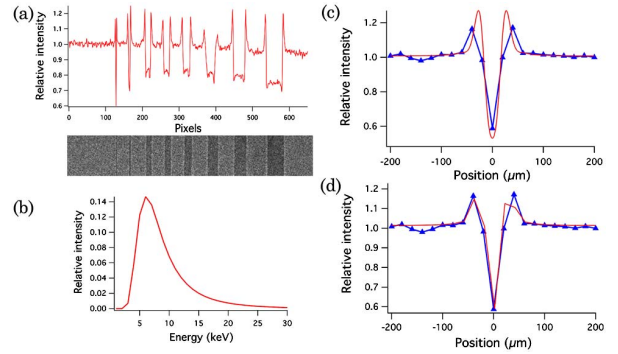 (a)
Relative intensity
1.2
1.1
1.0
0.9
0.8
0.7
0.6
0 100 200 300 400 500 600
Pixels
(b)
Relative intensity
0.14
0.12
0.10
0.08
0.06
0.04
0.02
0.00
5 10 15 20 25 30
Energy (keV)
(c)
Relative intensity
1.2
1.0
0.8
0.6
-200 -100 0 100 200
Position (μm)
(d)
Relative intensity
1.2
1.1
1.0
0.9
0.8
0.7
0.6
-200 -100 0 100 200
Position (μm)